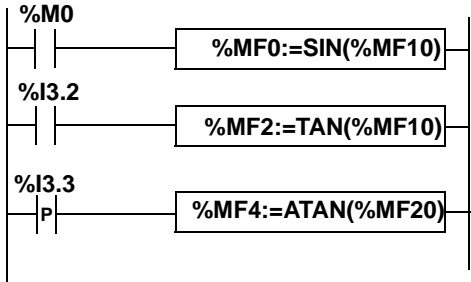 %M0
%MF0:=SIN(%MF10)
%I3.2
%MF2:=TAN(%MF10)
%I3.3
P
%MF4:=ATAN(%MF20)